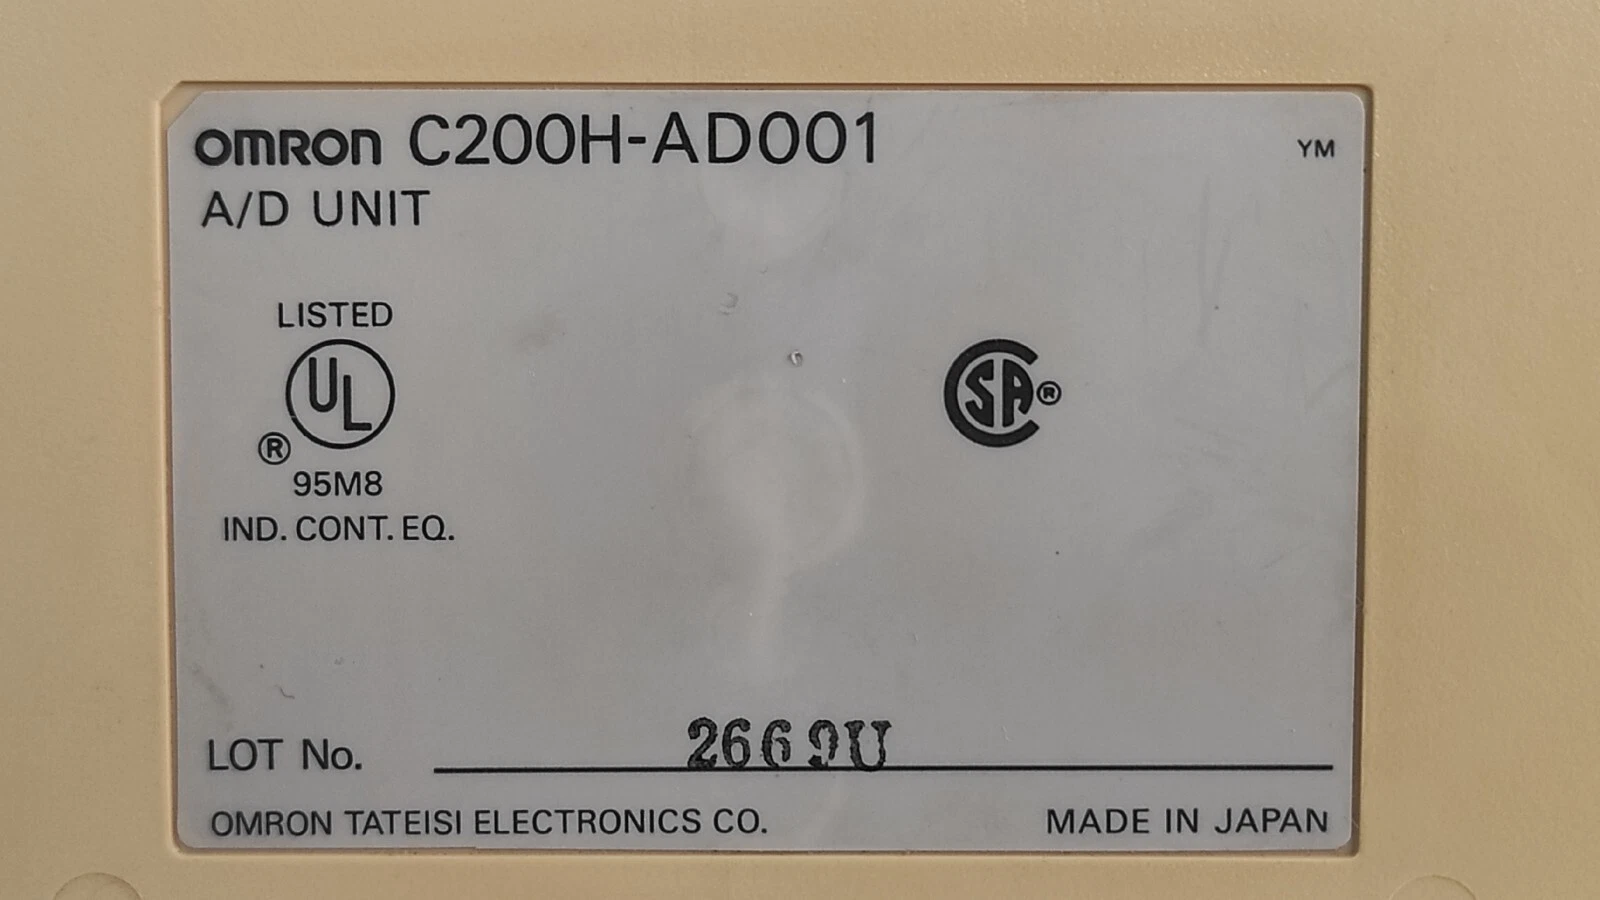 OMRON C200H-AD001 YM
A/D UNIT
LISTED
UL
®
95M8
IND. CONT. EQ.
CSA®
LOT No. 2669U
OMRON TATEISI ELECTRONICS CO. MADE IN JAPAN